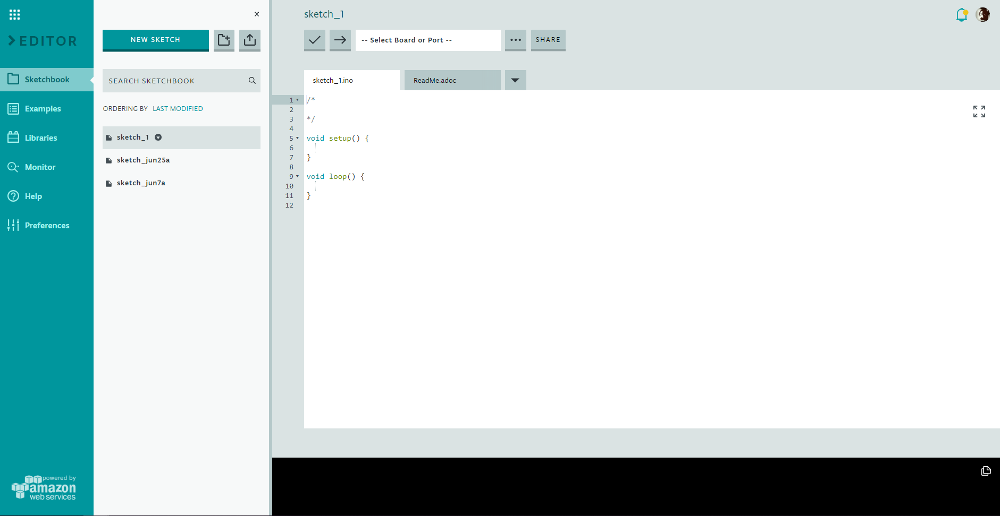 EDITOR
Sketchbook
Examples
Libraries
Monitor
Help
Preferences
powered by
amazon
web services
×
NEW SKETCH
SEARCH SKETCHBOOK
ORDERING BY LAST MODIFIED
sketch_1
sketch_jun25a
sketch_jun7a
sketch_1
-- Select Board or Port --
SHARE
sketch_1.ino
ReadMe.adoc
1 /*
2
3 */
4
5 void setup() {
6
7 }
8
9 void loop() {
10
11 }
12